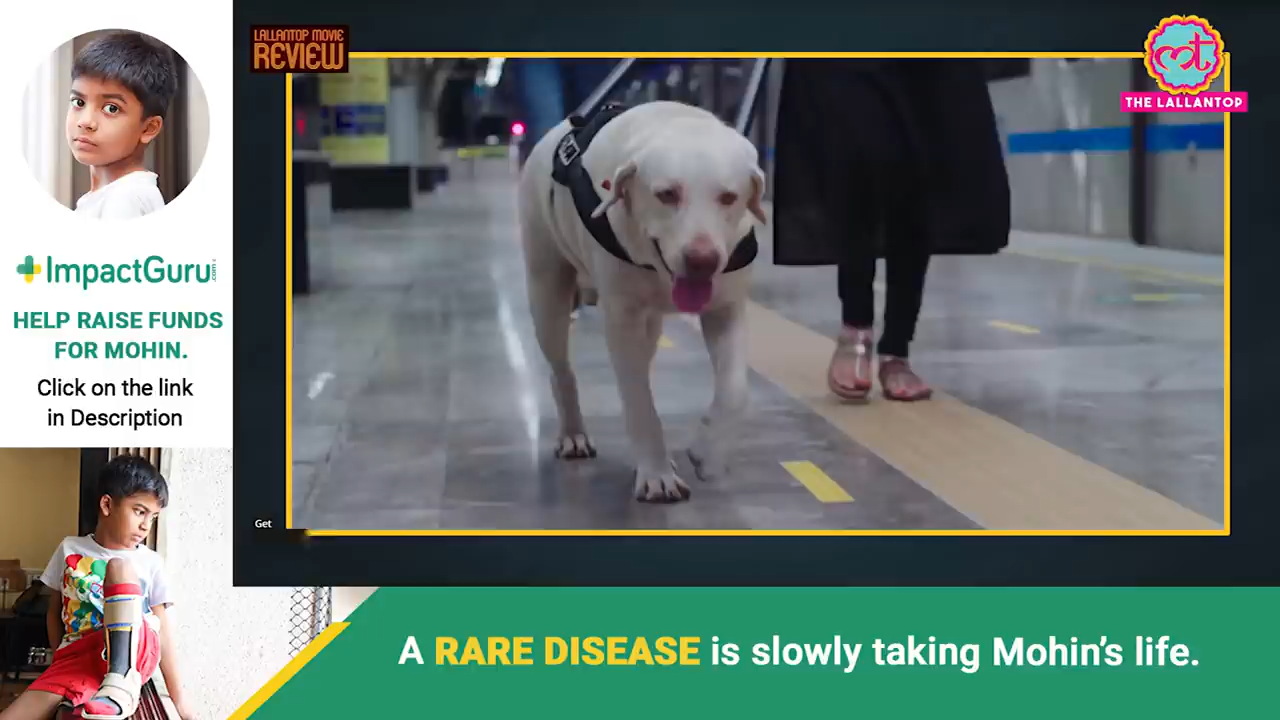 LALLANTOP MOVIE
REVIEW
THE LALLANTOP
ImpactGuru
HELP RAISE FUNDS
FOR MOHIN.
Click on the link
in Description
Get
A RARE DISEASE is slowly taking Mohin's life.